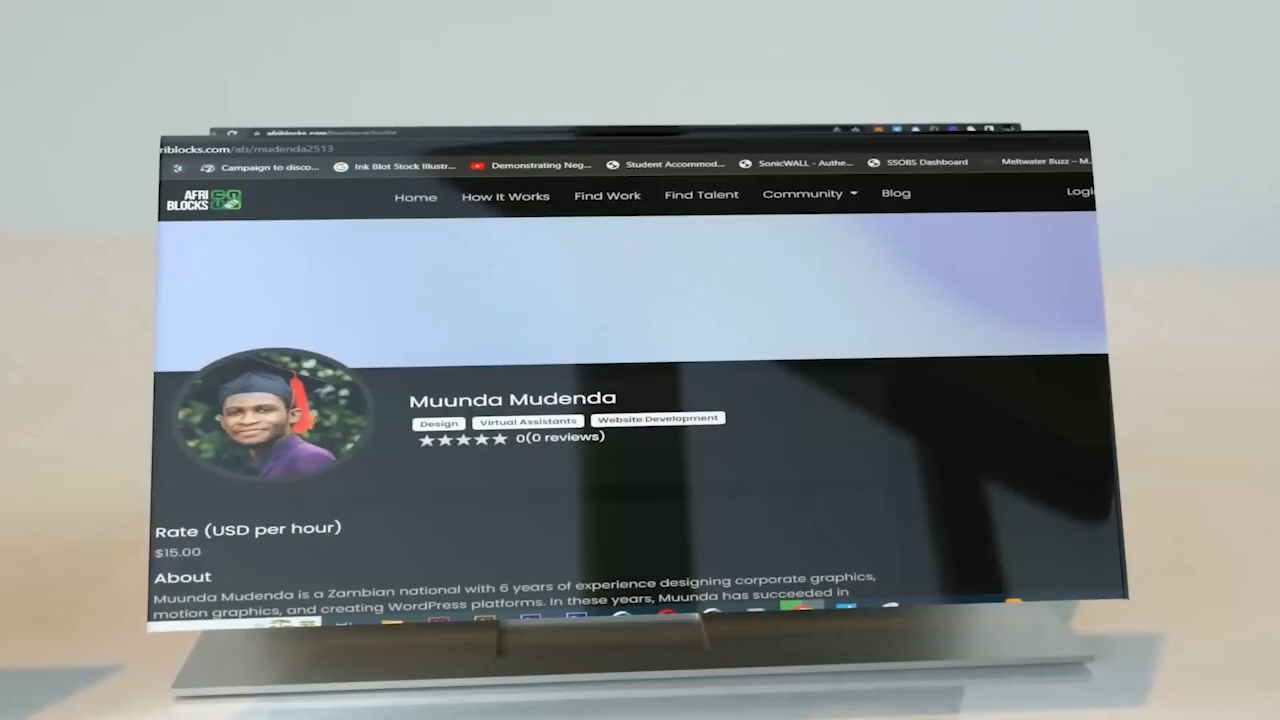 riblocks.com/ab/mudenda2513
Campaign to disco... Ink Blot Stock Illustr... Demonstrating Neg... Student Accommod... SonicWALL - Authe... SSOBS Dashboard Meltwater Buzz – M...
AFRI BLOCKS Home How It Works Find Work Find Talent Community Blog Logi
Muunda Mudenda
Design Virtual Assistants Website Development
0(0 reviews)
Rate (USD per hour)
$15.00
About
Muunda Mudenda is a Zambian national with 6 years of experience designing corporate graphics,
motion graphics, and creating WordPress platforms. In these years, Muunda has succeeded in